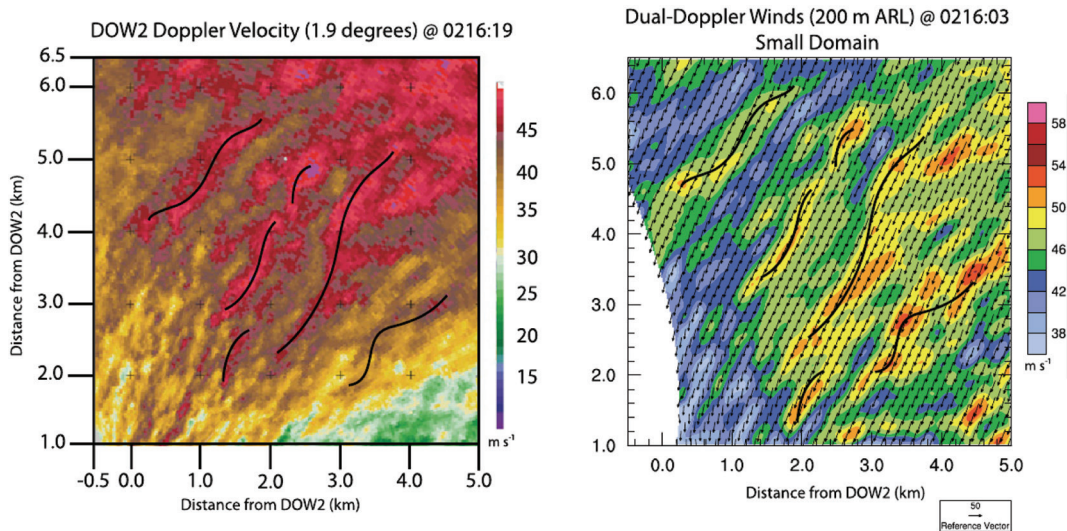 DOW2 Doppler Velocity (1.9 degrees) @ 0216:19
6.5
6.0
5.0
4.0
3.0
2.0
1.0
Distance from DOW2 (km)
-0.5 0.0 1.0 2.0 3.0 4.0 5.0
Distance from DOW2 (km)
45
40
35
30
25
20
15
m s-1
Dual-Doppler Winds (200 m ARL) @ 0216:03
Small Domain
6.0
5.0
4.0
3.0
2.0
1.0
Distance from DOW2 (km)
0.0 1.0 2.0 3.0 4.0 5.0
Distance from DOW2 (km)
58
54
50
46
42
38
m s-1
50
Reference Vector